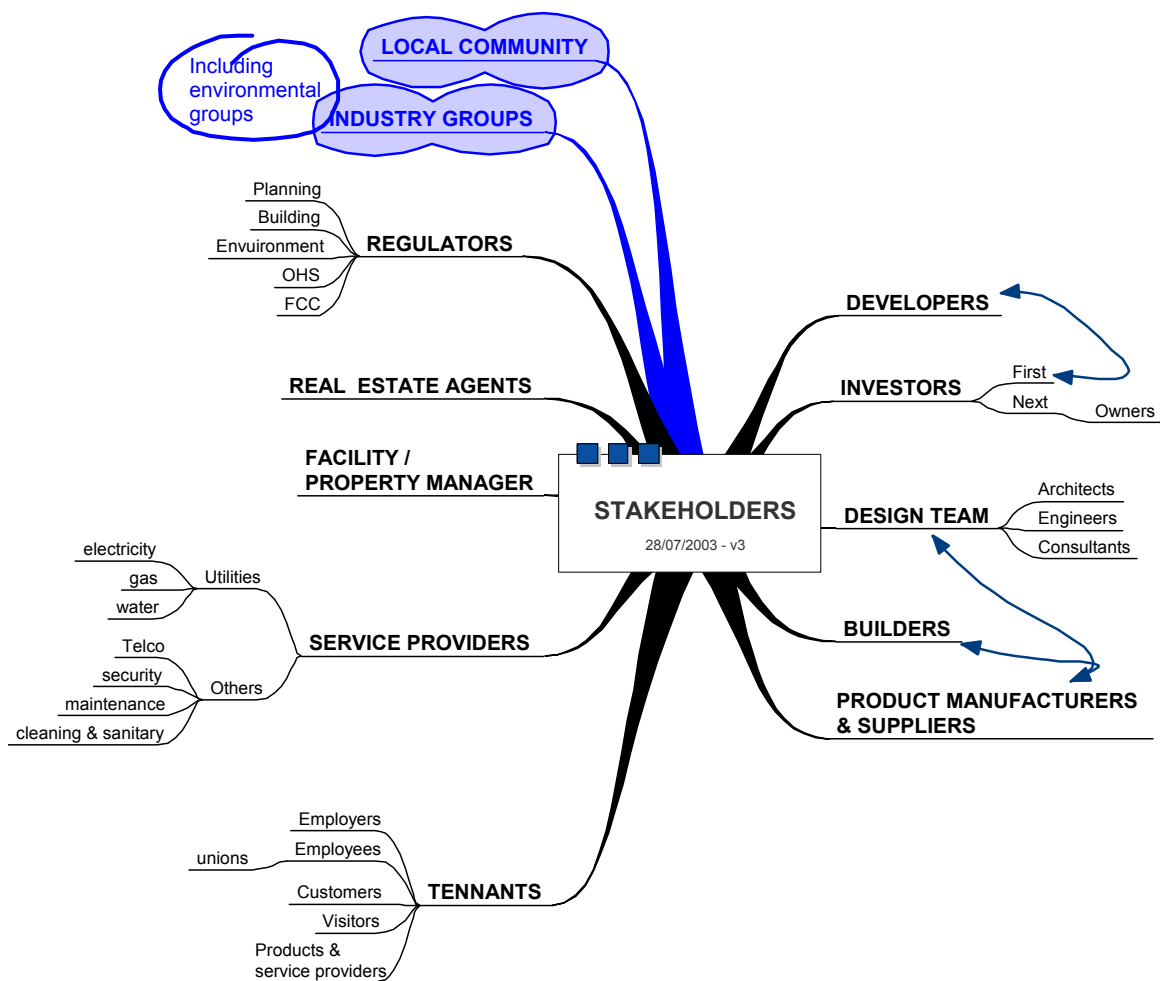 LOCAL COMMUNITY
Including
environmental
groups
INDUSTRY GROUPS
Planning
Building
Envuironment
OHS
FCC
REGULATORS
REAL  ESTATE AGENTS
FACILITY /
PROPERTY MANAGER
electricity
gas
water
Utilities
Telco
security
maintenance
cleaning & sanitary
Others
SERVICE PROVIDERS
Employers
unions
Employees
Customers
Visitors
Products &
service providers
TENNANTS
STAKEHOLDERS
28/07/2003 - v3
DEVELOPERS
INVESTORS
First
Next
Owners
DESIGN TEAM
Architects
Engineers
Consultants
BUILDERS
PRODUCT MANUFACTURERS
& SUPPLIERS